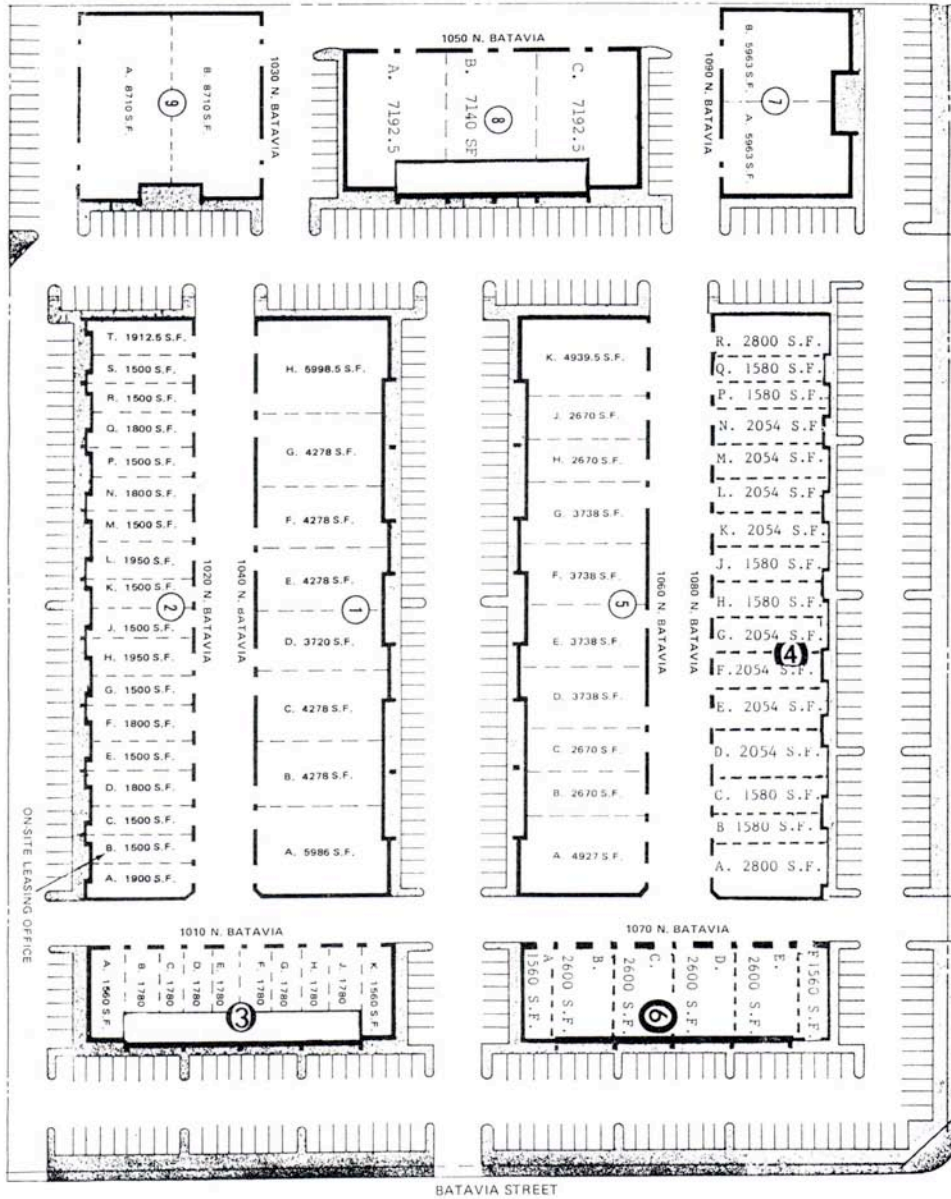 1050 N. BATAVIA
1030 N. BATAVIA
1090 N. BATAVIA
A. 8710 S.F.
B. 8710 S.F.
9
A. 7192.5
B. 7140 SF
C. 7192.5
8
B. 5963 S.F.
A. 5963 S.F.
7
T. 1912.5 S.F.
S. 1500 S.F.
R. 1500 S.F.
Q. 1800 S.F.
P. 1500 S.F.
N. 1800 S.F.
M. 1500 S.F.
L. 1950 S.F.
K. 1500 S.F.
J. 1500 S.F.
H. 1950 S.F.
G. 1500 S.F.
F. 1800 S.F.
E. 1500 S.F.
D. 1800 S.F.
C. 1500 S.F.
B. 1500 S.F.
A. 1900 S.F.
2
1020 N. BATAVIA
1040 N. BATAVIA
H. 5998.5 S.F.
G. 4278 S.F.
F. 4278 S.F.
E. 4278 S.F.
D. 3720 S.F.
C. 4278 S.F.
B. 4278 S.F.
A. 5986 S.F.
1
K. 4939.5 S.F.
J. 2670 S.F.
H. 2670 S.F.
G. 3738 S.F.
F. 3738 S.F.
E. 3738 S.F.
D. 3738 S.F.
C. 2670 S.F.
B. 2670 S.F.
A. 4927 S.F.
5
1060 N. BATAVIA
1080 N. BATAVIA
R. 2800 S.F.
Q. 1580 S.F.
P. 1580 S.F.
N. 2054 S.F.
M. 2054 S.F.
L. 2054 S.F.
K. 2054 S.F.
J. 1580 S.F.
H. 1580 S.F.
G. 2054 S.F.
F. 2054 S.F.
E. 2054 S.F.
D. 2054 S.F.
C. 1580 S.F.
B 1580 S.F.
A. 2800 S.F.
4
ON-SITE LEASING OFFICE
1010 N. BATAVIA
A. 1560 S.F.
B. 1780
C. 1780
D. 1780
E. 1780
F. 1780
G. 1780
H. 1780
J. 1780
K. 1560 S.F.
3
1070 N. BATAVIA
A
1560 S.F.
B.
2600 S.F.
C.
2600 S.F.
D.
2600 S.F.
E.
2600 S.F.
F 1560 S.F.
6
BATAVIA STREET